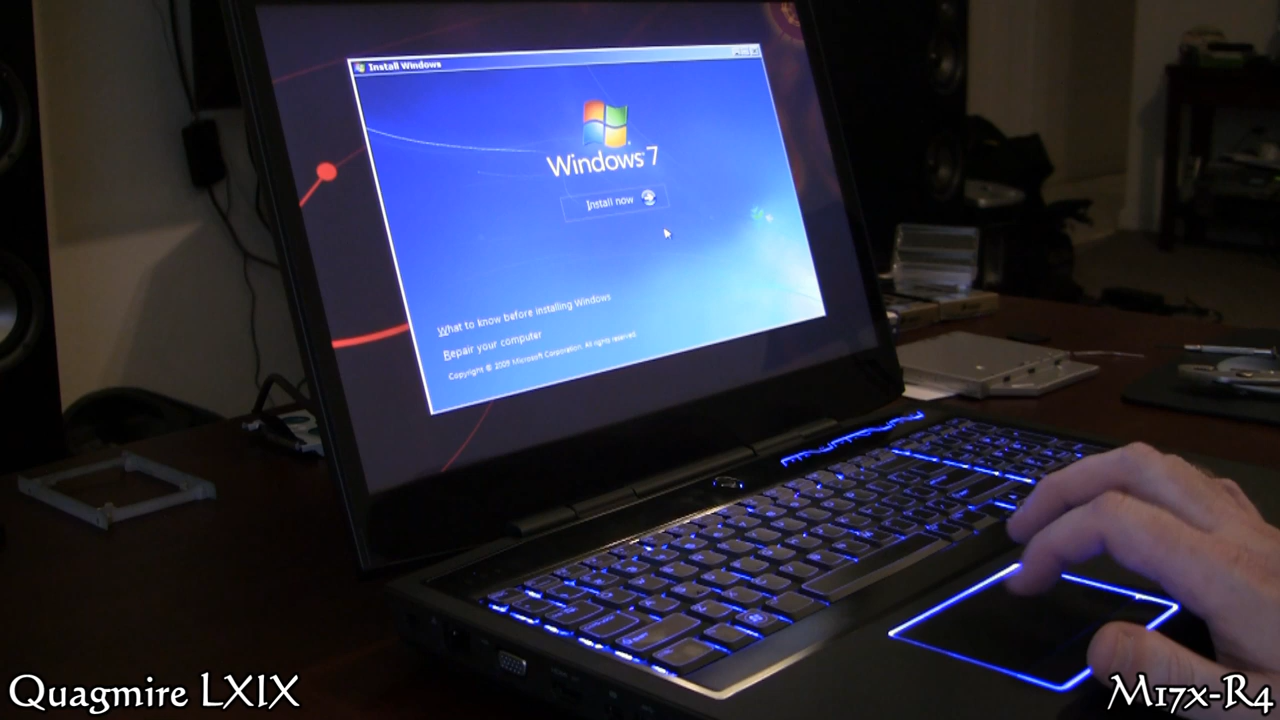 Install Windows
Windows 7
Install now
What to know before installing Windows
Repair your computer
Copyright © 2009 Microsoft Corporation. All rights reserved.
Quagmire LXIX
M17x-R4